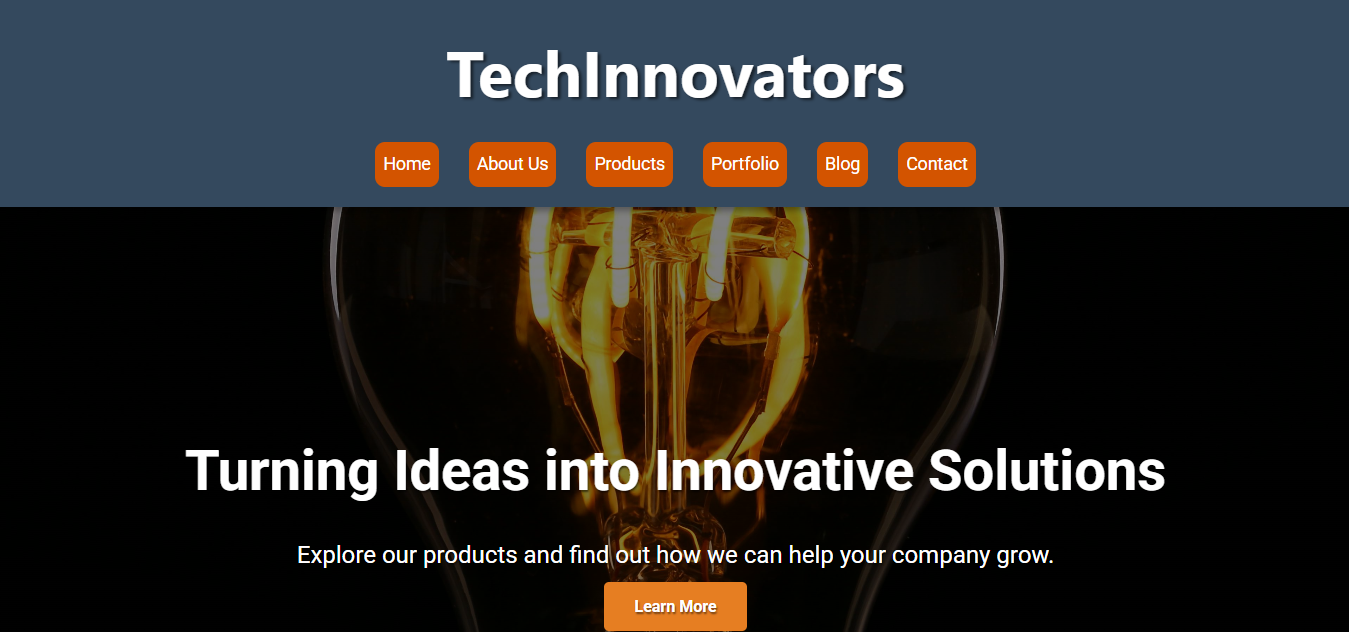 TechInnovators
Home About Us Products Portfolio Blog Contact
Turning Ideas into Innovative Solutions
Explore our products and find out how we can help your company grow.
Learn More